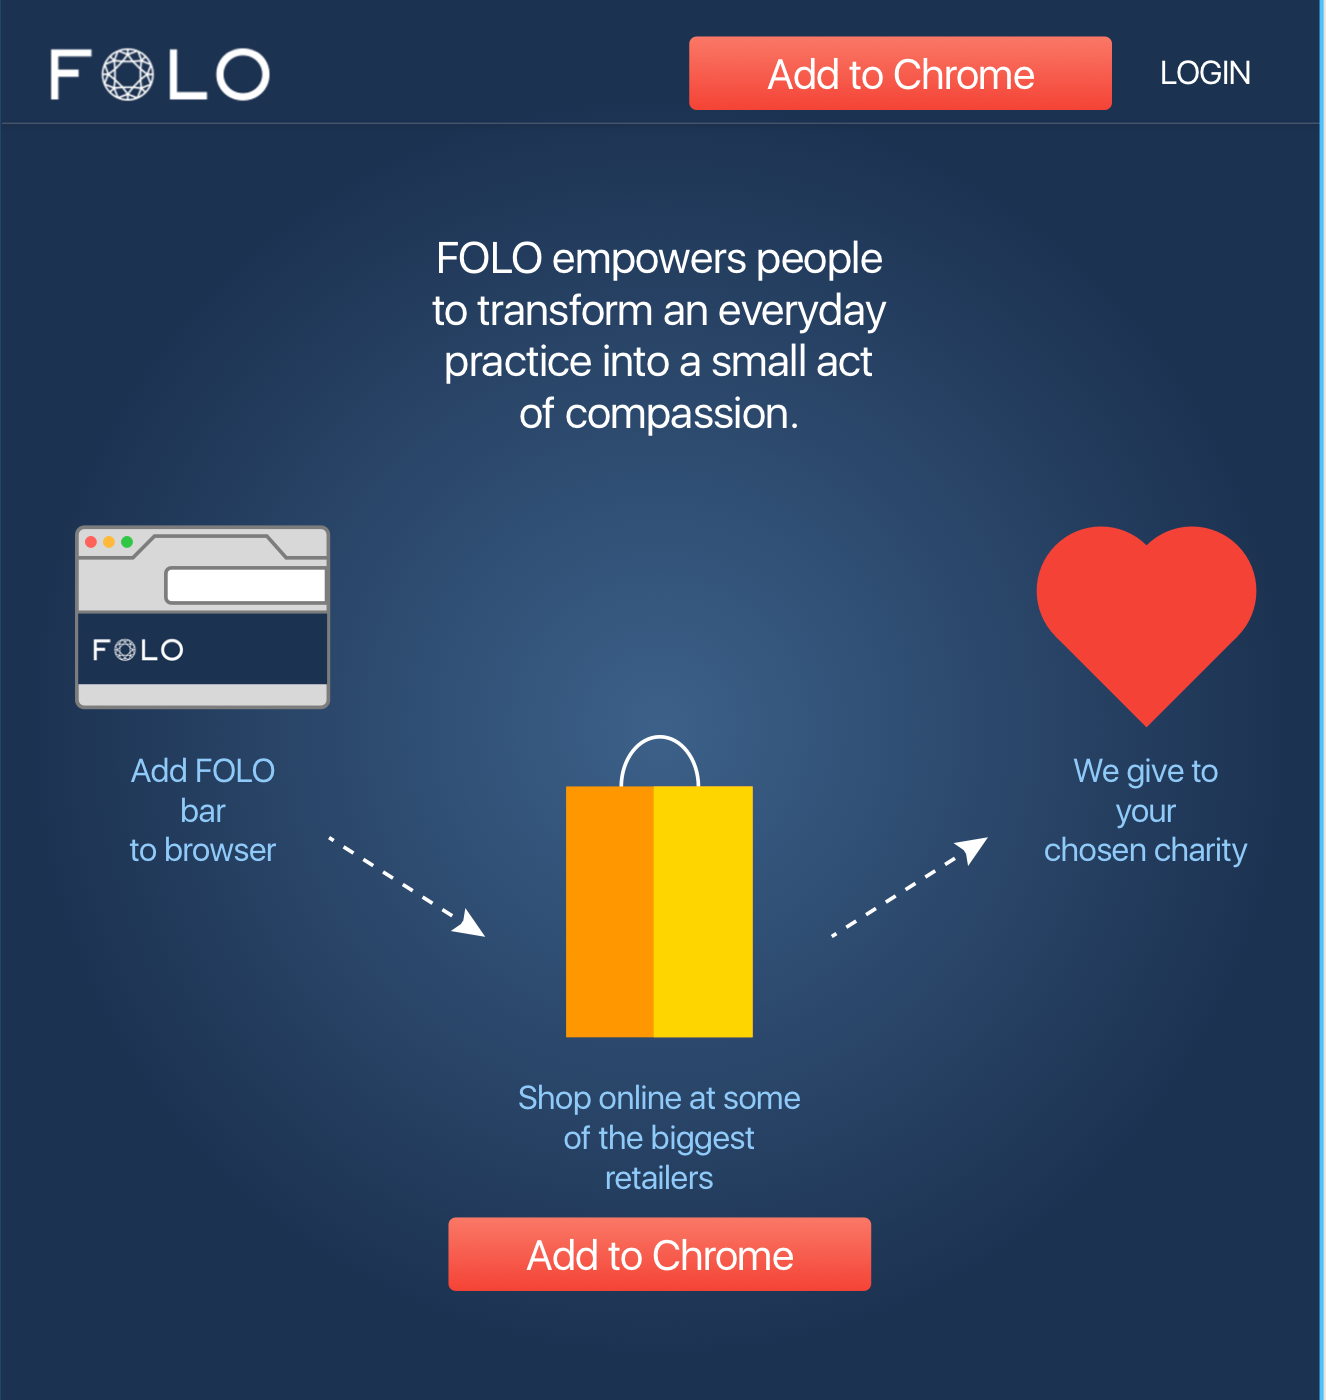 FOLO
Add to Chrome
LOGIN
FOLO empowers people
to transform an everyday
practice into a small act
of compassion.
FOLO
Add FOLO
bar
to browser
We give to
your
chosen charity
Shop online at some
of the biggest
retailers
Add to Chrome